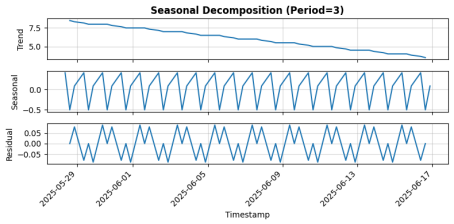 Seasonal Decomposition (Period=3)
Trend
7.5
5.0
Seasonal
0.0
−0.5
Residual
0.05
0.00
−0.05
2025-05-29
2025-06-01
2025-06-05
2025-06-09
2025-06-13
2025-06-17
Timestamp